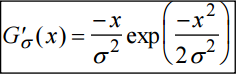 G′σ(x) = -x/σ² exp(-x²/2σ²)